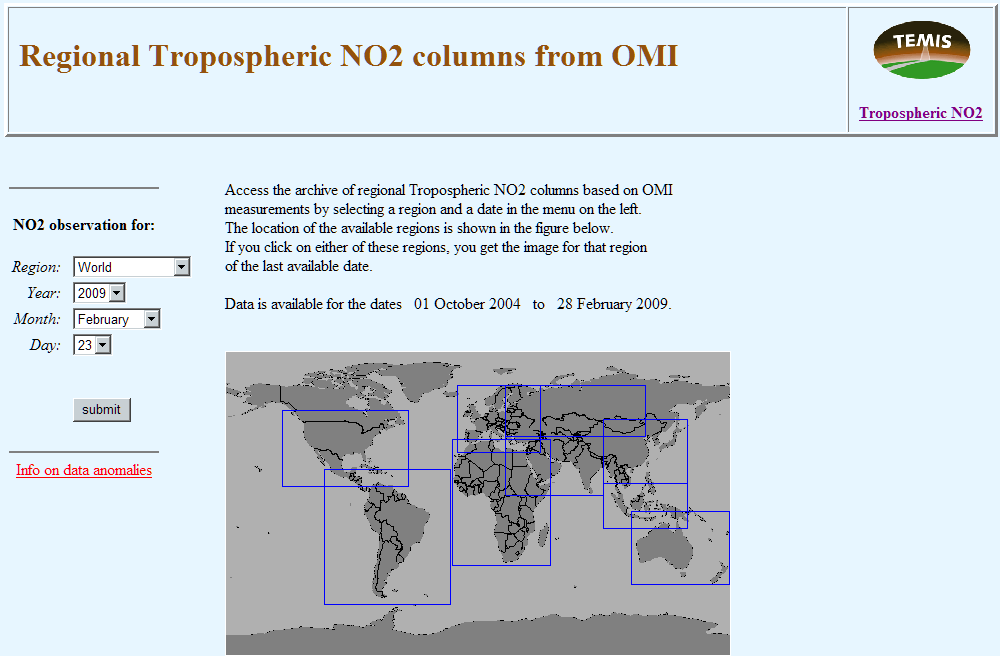 Regional Tropospheric NO2 columns from OMI
TEMIS
Tropospheric NO2
NO2 observation for:
Region: World
Year: 2009
Month: February
Day: 23
submit
Info on data anomalies
Access the archive of regional Tropospheric NO2 columns based on OMI
measurements by selecting a region and a date in the menu on the left.
The location of the available regions is shown in the figure below.
If you click on either of these regions, you get the image for that region
of the last available date.
Data is available for the dates 01 October 2004 to 28 February 2009.